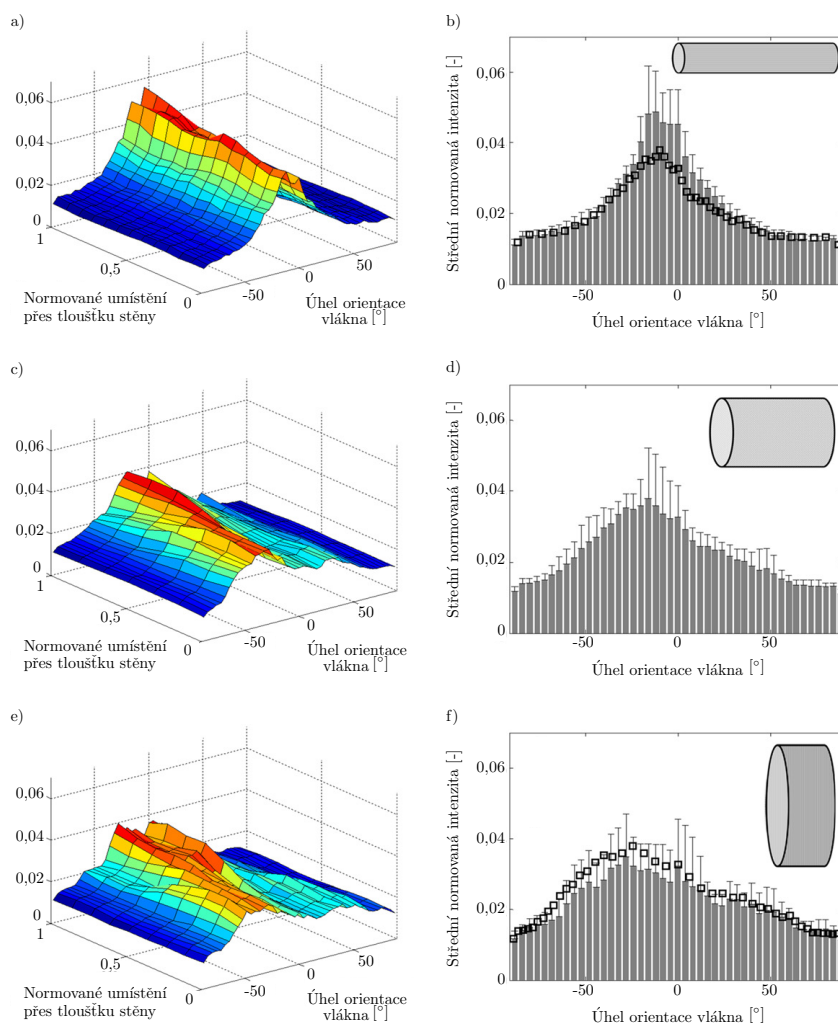 a)
0,06
0,04
0,02
0
1
0,5
0
-50
0
50
Normované umístění
přes tloušťku stěny
Úhel orientace
vlákna [°]
b)
Střední normovaná intenzita [-]
0,06
0,04
0,02
0
-50
0
50
Úhel orientace vlákna [°]
c)
0,06
0,04
0,02
0
1
0,5
0
-50
0
50
Normované umístění
přes tloušťku stěny
Úhel orientace
vlákna [°]
d)
Střední normovaná intenzita [-]
0,06
0,04
0,02
0
-50
0
50
Úhel orientace vlákna [°]
e)
0,06
0,04
0,02
0
1
0,5
0
-50
0
50
Normované umístění
přes tloušťku stěny
Úhel orientace
vlákna [°]
f)
Střední normovaná intenzita [-]
0,06
0,04
0,02
0
-50
0
50
Úhel orientace vlákna [°]